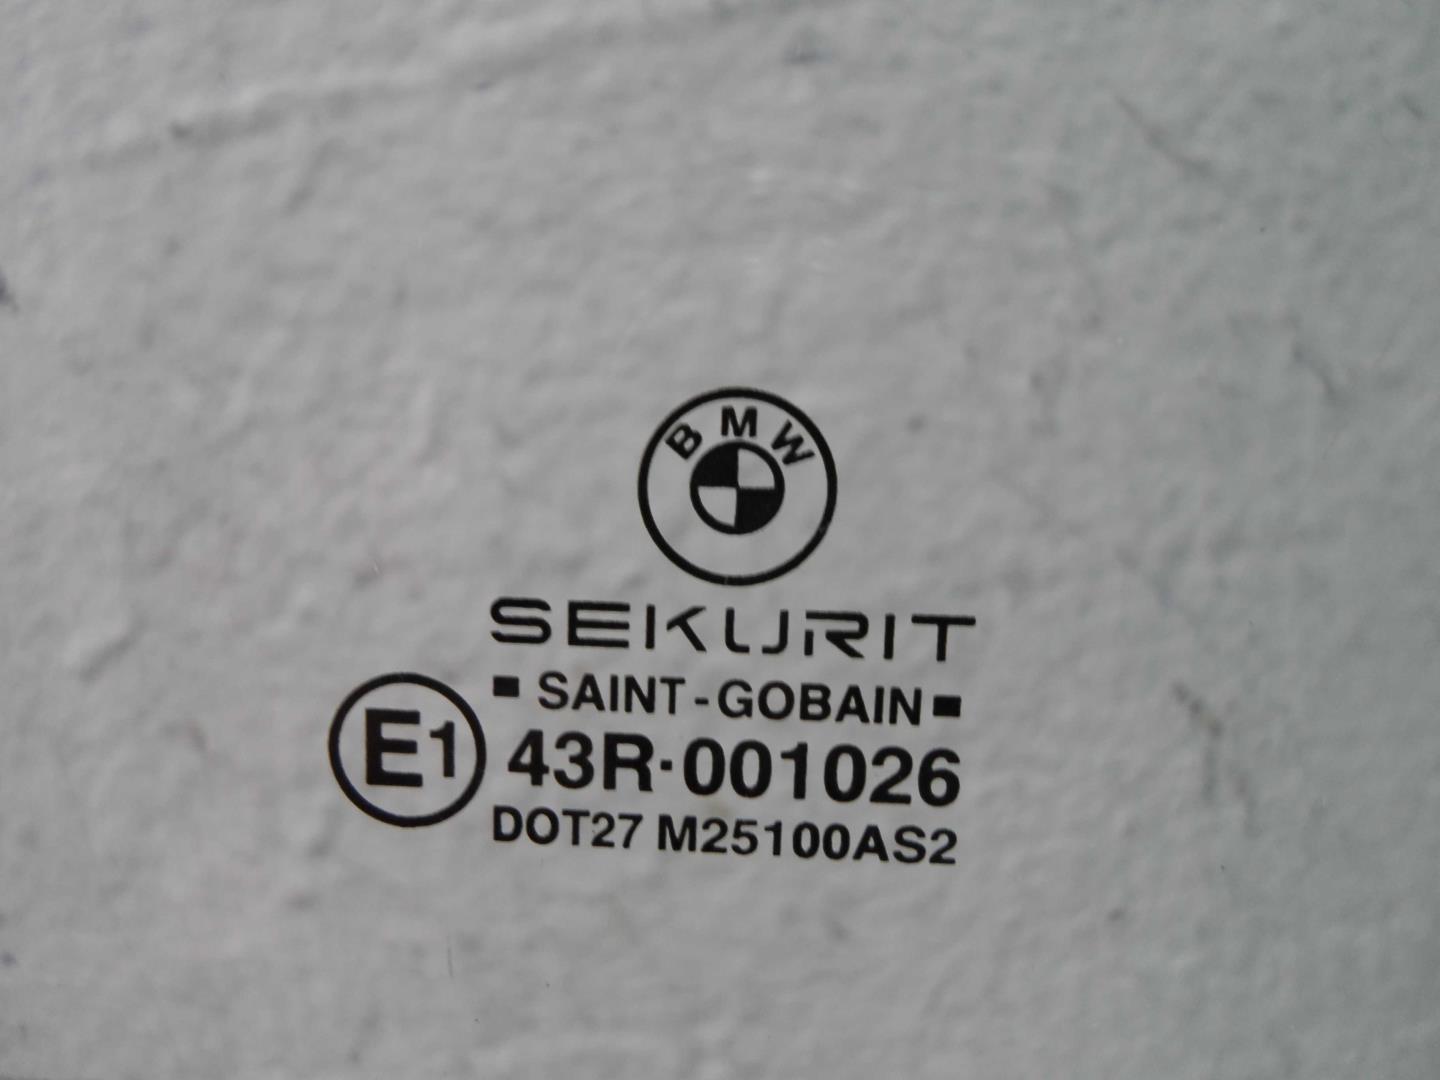 BMW
SEKURIT
SAINT-GOBAIN
E1
43R·001026
DOT27 M25100AS2